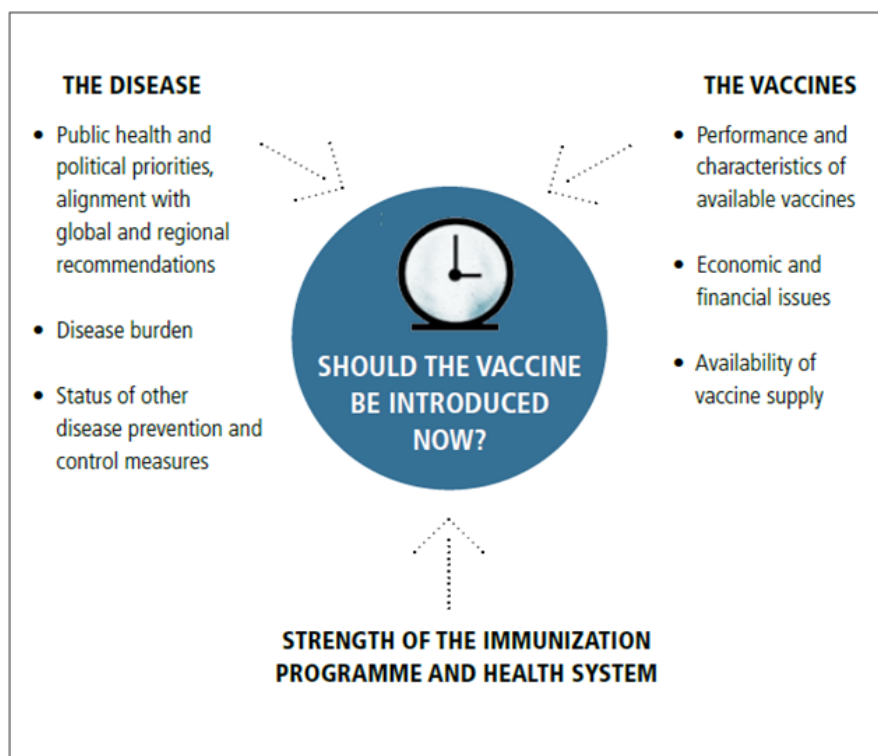 THE DISEASE
• Public health and
political priorities,
alignment with
global and regional
recommendations
• Disease burden
• Status of other
disease prevention and
control measures
THE VACCINES
• Performance and
characteristics of
available vaccines
• Economic and
financial issues
• Availability of
vaccine supply
SHOULD THE VACCINE
BE INTRODUCED
NOW?
STRENGTH OF THE IMMUNIZATION
PROGRAMME AND HEALTH SYSTEM